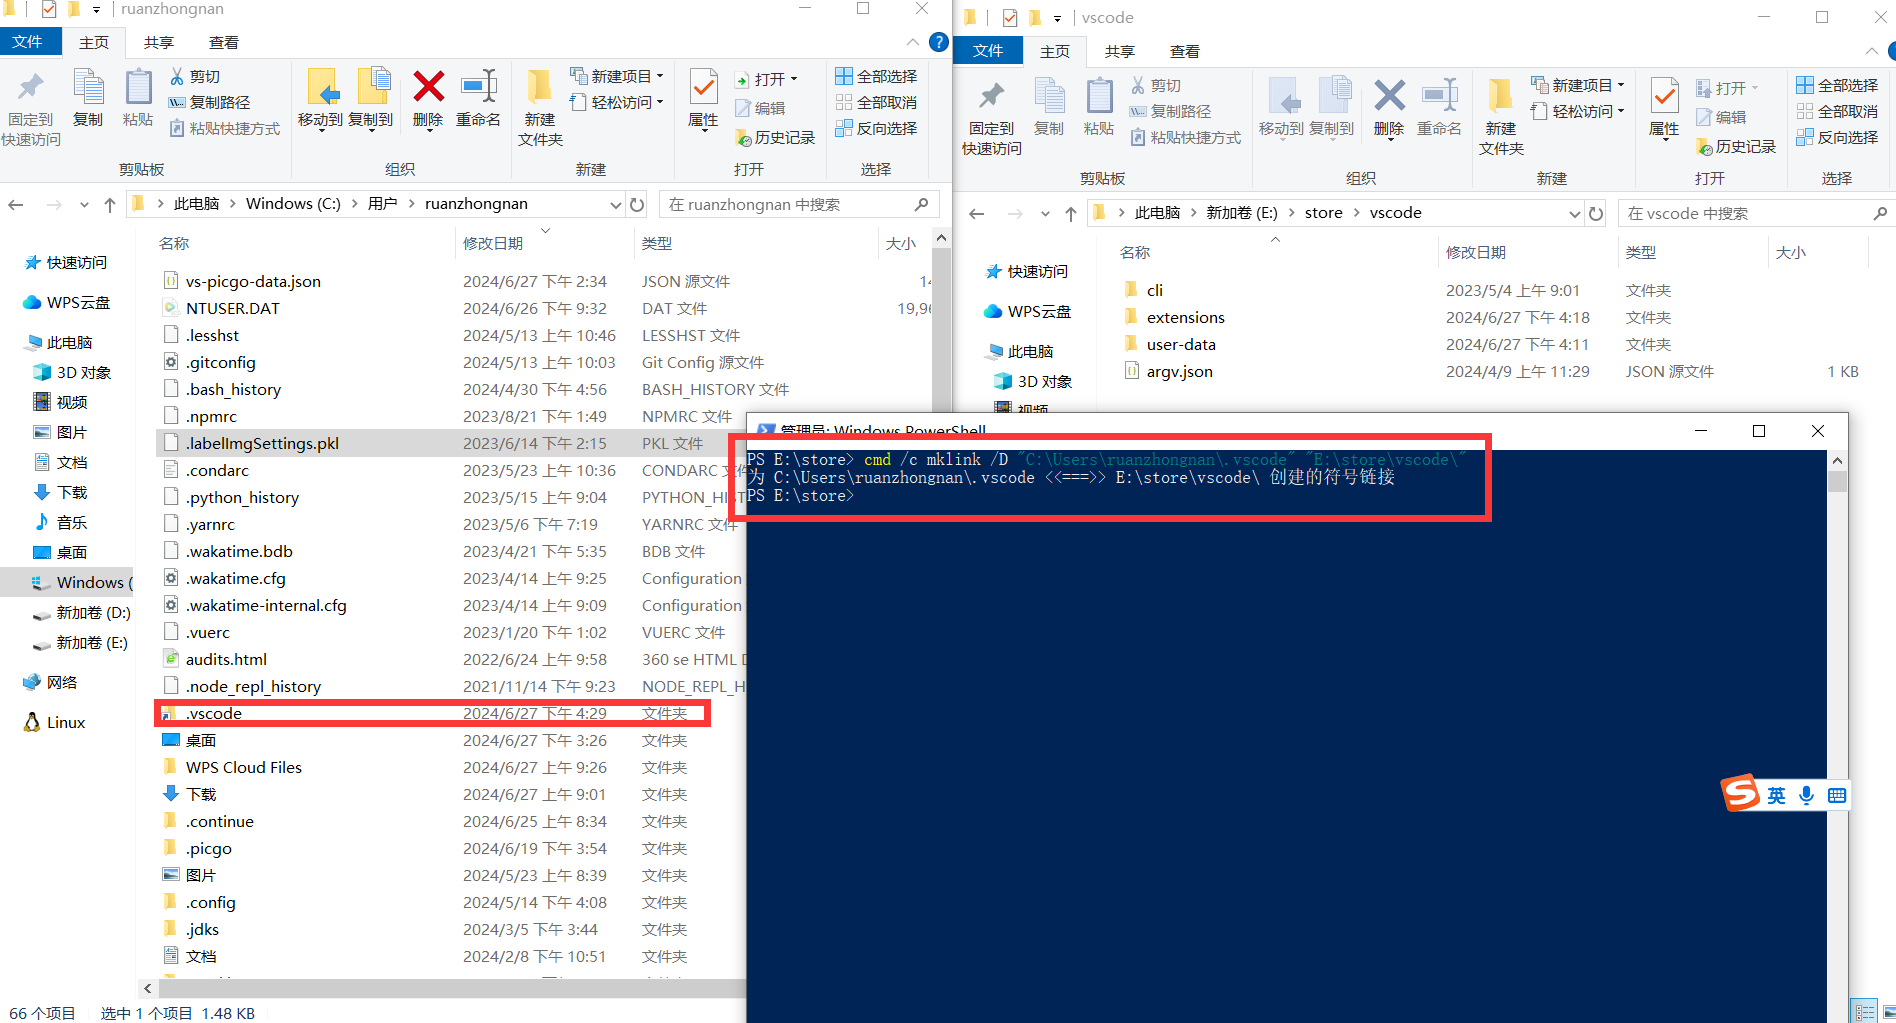 ruanzhongnan
文件 主页 共享 查看
固定到快速访问
复制
粘贴
剪切
复制路径
粘贴快捷方式
剪贴板
移动到 复制到
删除 重命名
组织
新建文件夹
新建项目
轻松访问
新建
属性
打开
编辑
历史记录
打开
全部选择
全部取消
反向选择
选择
此电脑 Windows (C:) 用户 ruanzhongnan
在 ruanzhongnan 中搜索
快速访问
WPS云盘
此电脑
3D 对象
视频
图片
文档
下载
音乐
桌面
Windows (
新加卷 (D:)
新加卷 (E:)
网络
Linux
名称 修改日期 类型 大小
vs-picgo-data.json 2024/6/27 下午 2:34 JSON 源文件 14
NTUSER.DAT 2024/6/26 下午 9:32 DAT 文件 19,96
.lesshst 2024/5/13 上午 10:46 LESSHST 文件
.gitconfig 2024/5/13 上午 10:03 Git Config 源文件
.bash_history 2024/4/30 下午 4:56 BASH_HISTORY 文件
.npmrc 2023/8/21 下午 1:49 NPMRC 文件
.labelImgSettings.pkl 2023/6/14 下午 2:15 PKL 文件
.condarc 2023/5/23 上午 10:36 CONDARC 文件
.python_history 2023/5/15 上午 9:04 PYTHON_HIST
.yarnrc 2023/5/6 下午 7:19 YARNRC 文件
.wakatime.bdb 2023/4/21 下午 5:35 BDB 文件
.wakatime.cfg 2023/4/14 上午 9:25 Configuration
.wakatime-internal.cfg 2023/4/14 上午 9:09 Configuration
.vuerc 2023/1/20 下午 1:02 VUERC 文件
audits.html 2022/6/24 上午 9:58 360 se HTML D
.node_repl_history 2021/11/14 下午 9:23 NODE_REPL_H
.vscode 2024/6/27 下午 4:29 文件夹
桌面 2024/6/27 下午 3:26 文件夹
WPS Cloud Files 2024/6/27 上午 9:26 文件夹
下载 2024/6/27 上午 9:01 文件夹
.continue 2024/6/25 上午 8:34 文件夹
.picgo 2024/6/19 下午 3:54 文件夹
图片 2024/5/23 上午 8:39 文件夹
.config 2024/5/14 下午 4:08 文件夹
.jdks 2024/3/5 下午 3:44 文件夹
文档 2024/2/8 下午 10:51 文件夹
66 个项目 选中 1 个项目 1.48 KB
vscode
文件 主页 共享 查看
固定到快速访问
复制
粘贴
剪切
复制路径
粘贴快捷方式
剪贴板
移动到 复制到
删除 重命名
组织
新建文件夹
新建项目
轻松访问
新建
属性
打开
编辑
历史记录
打开
全部选择
全部取消
反向选择
选择
此电脑 新加卷 (E:) store vscode
在 vscode 中搜索
快速访问
WPS云盘
此电脑
3D 对象
视频
名称 修改日期 类型 大小
cli 2023/5/4 上午 9:01 文件夹
extensions 2024/6/27 下午 4:18 文件夹
user-data 2024/6/27 下午 4:11 文件夹
argv.json 2024/4/9 上午 11:29 JSON 源文件 1 KB
管理员: Windows PowerShell
PS E:\store> cmd /c mklink /D "C:\Users\ruanzhongnan\.vscode" "E:\store\vscode\"
为 C:\Users\ruanzhongnan\.vscode <<===>> E:\store\vscode\ 创建的符号链接
PS E:\store>
英